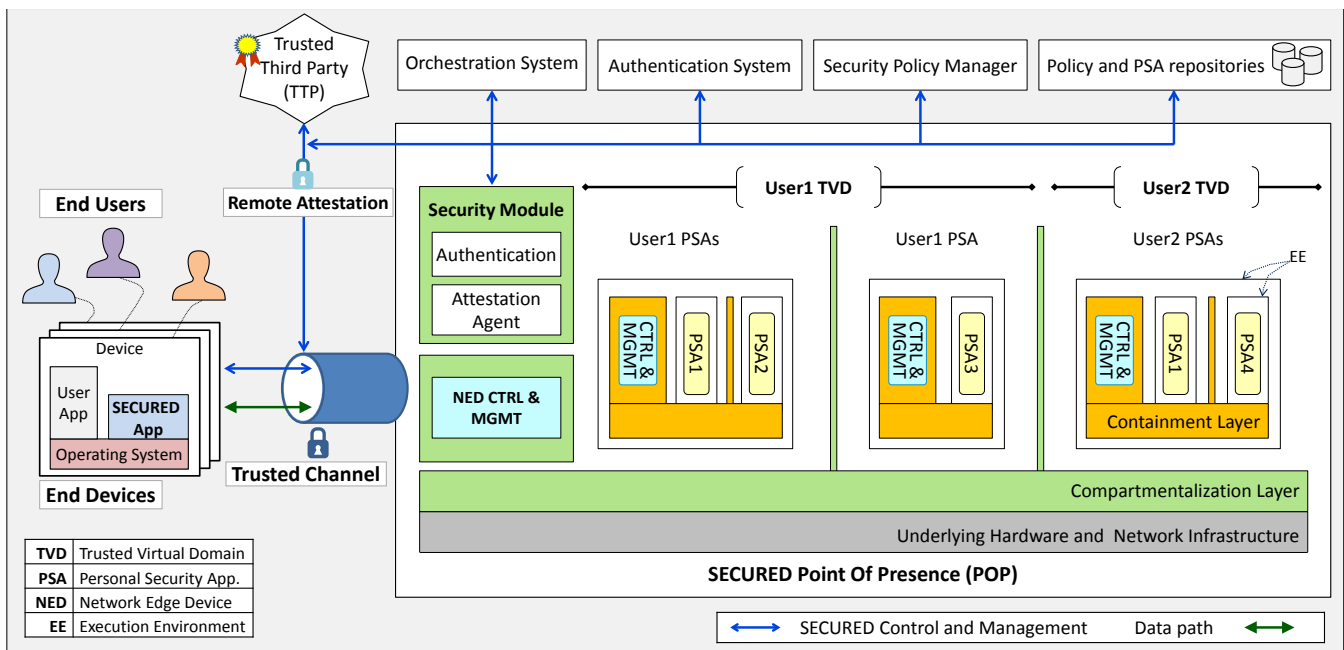 Trusted
Third Party
(TTP)
Orchestration System
Authentication System
Security Policy Manager
Policy and PSA repositories
Remote Attestation
End Users
Device
User
App
SECURED
App
Operating System
End Devices
Trusted Channel
Security Module
Authentication
Attestation
Agent
NED CTRL &
MGMT
User1 TVD
User2 TVD
User1 PSAs
User1 PSA
User2 PSAs
EE
CTRL &
MGMT
PSA1
PSA2
CTRL &
MGMT
PSA3
CTRL &
MGMT
PSA1
PSA4
Containment Layer
Compartmentalization Layer
Underlying Hardware and Network Infrastructure
SECURED Point Of Presence (POP)
TVD Trusted Virtual Domain
PSA Personal Security App.
NED Network Edge Device
EE Execution Environment
SECURED Control and Management
Data path